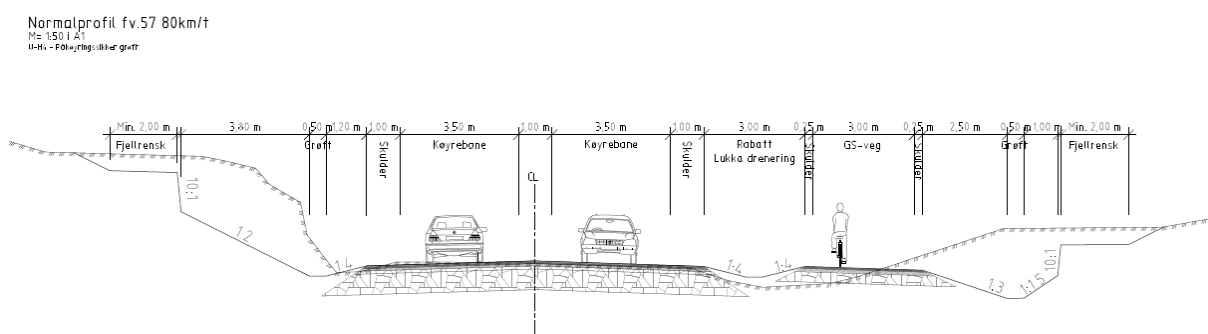 Normalprofil fv.57 80km/t
M= 1:50 i A1
U-H4 - Påkøyringssikker grøft
Min. 2,00 m 3,80 m 0,50 m 1,20 m 1,00 m 3,50 m 1,00 m 3,50 m 1,00 m 3,00 m 0,25 m 3,00 m 0,25 m 2,50 m 0,50 m 1,00 m Min. 2,00 m
Fjellrensk Grøft Skulder Køyrebane Køyrebane Skulder Rabatt Skulder GS-veg Skulder Grøft Fjellrensk
Lukka drenering
CL
10:1
1:2
1:4
1:4
1:4
1:3
1:1.5
10:1